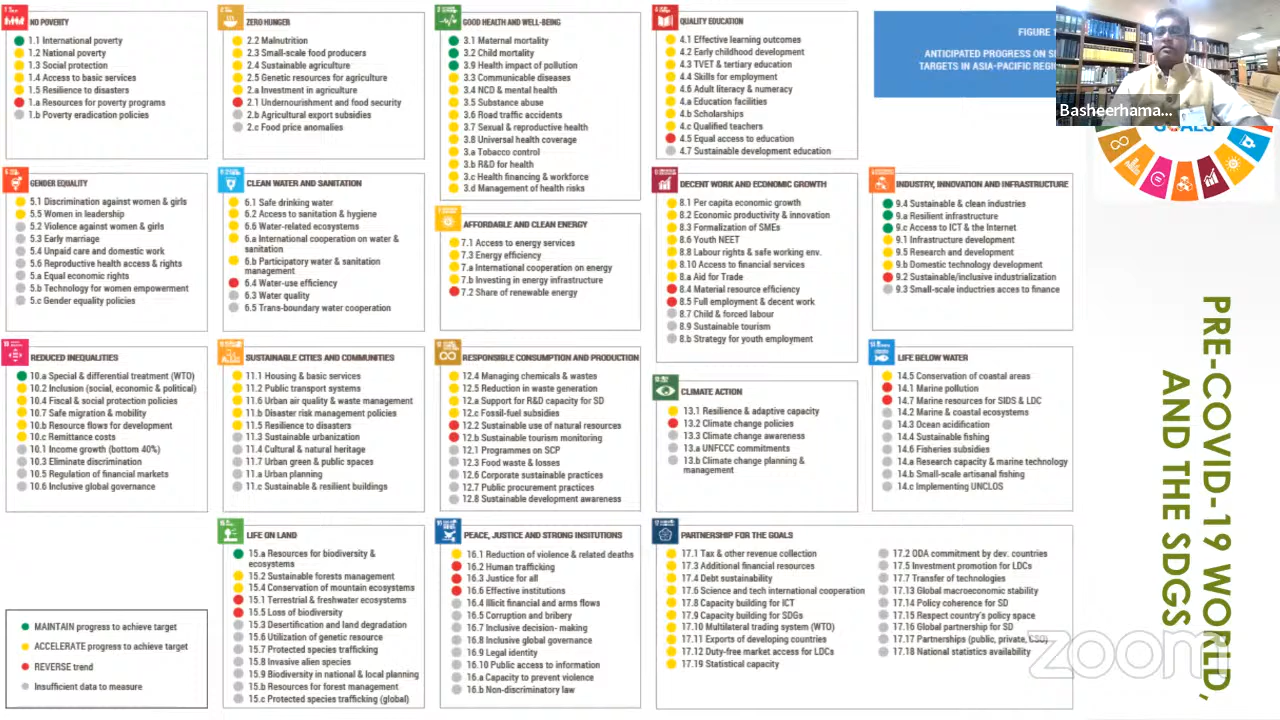 NO POVERTY
1.1 International poverty
1.2 National poverty
1.3 Social protection
1.4 Access to basic services
1.5 Resilience to disasters
1.a Resources for poverty programs
1.b Poverty eradication policies
ZERO HUNGER
2.2 Malnutrition
2.3 Small-scale food producers
2.4 Sustainable agriculture
2.5 Genetic resources for agriculture
2.a Investment in agriculture
2.1 Undernourishment and food security
2.b Agricultural export subsidies
2.c Food price anomalies
GOOD HEALTH AND WELL-BEING
3.1 Maternal mortality
3.2 Child mortality
3.9 Health impact of pollution
3.3 Communicable diseases
3.4 NCD & mental health
3.5 Substance abuse
3.6 Road traffic accidents
3.7 Sexual & reproductive health
3.8 Universal health coverage
3.a Tobacco control
3.b R&D for health
3.c Health financing & workforce
3.d Management of health risks
QUALITY EDUCATION
4.1 Effective learning outcomes
4.2 Early childhood development
4.3 TVET & tertiary education
4.4 Skills for employment
4.6 Adult literacy & numeracy
4.a Education facilities
4.b Scholarships
4.c Qualified teachers
4.5 Equal access to education
4.7 Sustainable development education
FIGURE 1
ANTICIPATED PROGRESS ON
TARGETS IN ASIA-PACIFIC
Basheerhama...
GOALS
GENDER EQUALITY
5.1 Discrimination against women & girls
5.5 Women in leadership
5.2 Violence against women & girls
5.3 Early marriage
5.4 Unpaid care and domestic work
5.6 Reproductive health access & rights
5.a Equal economic rights
5.b Technology for women empowerment
5.c Gender equality policies
CLEAN WATER AND SANITATION
6.1 Safe drinking water
6.2 Access to sanitation & hygiene
6.6 Water-related ecosystems
6.a International cooperation on water &
sanitation
6.b Participatory water & sanitation
management
6.4 Water-use efficiency
6.3 Water quality
6.5 Trans-boundary water cooperation
AFFORDABLE AND CLEAN ENERGY
7.1 Access to energy services
7.3 Energy efficiency
7.a International cooperation on energy
7.b Investing in energy infrastructure
7.2 Share of renewable energy
DECENT WORK AND ECONOMIC GROWTH
8.1 Per capita economic growth
8.2 Economic productivity & innovation
8.3 Formalization of SMEs
8.6 Youth NEET
8.8 Labour rights & safe working env.
8.10 Access to financial services
8.a Aid for Trade
8.4 Material resource efficiency
8.5 Full employment & decent work
8.7 Child & forced labour
8.9 Sustainable tourism
8.b Strategy for youth employment
INDUSTRY, INNOVATION AND INFRASTRUCTURE
9.4 Sustainable & clean industries
9.a Resilient infrastructure
9.c Access to ICT & the Internet
9.1 Infrastructure development
9.5 Research and development
9.b Domestic technology development
9.2 Sustainable/inclusive industrialization
9.3 Small-scale industries acces to finance
REDUCED INEQUALITIES
10.a Special & differential treatment (WTO)
10.2 Inclusion (social, economic & political)
10.4 Fiscal & social protection policies
10.7 Safe migration & mobility
10.b Resource flows for development
10.c Remittance costs
10.1 Income growth (bottom 40%)
10.3 Eliminate discrimination
10.5 Regulation of financial markets
10.6 Inclusive global governance
SUSTAINABLE CITIES AND COMMUNITIES
11.1 Housing & basic services
11.2 Public transport systems
11.6 Urban air quality & waste management
11.b Disaster risk management policies
11.5 Resilience to disasters
11.3 Sustainable urbanization
11.4 Cultural & natural heritage
11.7 Urban green & public spaces
11.a Urban planning
11.c Sustainable & resilient buildings
RESPONSIBLE CONSUMPTION AND PRODUCTION
12.4 Managing chemicals & wastes
12.5 Reduction in waste generation
12.a Support for R&D capacity for SD
12.c Fossil-fuel subsidies
12.2 Sustainable use of natural resources
12.b Sustainable tourism monitoring
12.1 Programmes on SCP
12.3 Food waste & losses
12.6 Corporate sustainable practices
12.7 Public procurement practices
12.8 Sustainable development awareness
CLIMATE ACTION
13.1 Resilience & adaptive capacity
13.2 Climate change policies
13.3 Climate change awareness
13.a UNFCCC commitments
13.b Climate change planning &
management
LIFE BELOW WATER
14.5 Conservation of coastal areas
14.1 Marine pollution
14.7 Marine resources for SIDS & LDC
14.2 Marine & coastal ecosystems
14.3 Ocean acidification
14.4 Sustainable fishing
14.6 Fisheries subsidies
14.a Research capacity & marine technology
14.b Small-scale artisanal fishing
14.c Implementing UNCLOS
LIFE ON LAND
15.a Resources for biodiversity &
ecosystems
15.2 Sustainable forests management
15.4 Conservation of mountain ecosystems
15.1 Terrestrial & freshwater ecosystems
15.5 Loss of biodiversity
15.3 Desertification and land degradation
15.6 Utilization of genetic resource
15.7 Protected species trafficking
15.8 Invasive alien species
15.9 Biodiversity in national & local planning
15.b Resources for forest management
15.c Protected species trafficking (global)
PEACE, JUSTICE AND STRONG INSTITUTIONS
16.1 Reduction of violence & related deaths
16.2 Human trafficking
16.3 Justice for all
16.6 Effective institutions
16.4 Illicit financial and arms flows
16.5 Corruption and bribery
16.7 Inclusive decision- making
16.8 Inclusive global governance
16.9 Legal identity
16.10 Public access to information
16.a Capacity to prevent violence
16.b Non-discriminatory law
PARTNERSHIP FOR THE GOALS
17.1 Tax & other revenue collection
17.3 Additional financial resources
17.4 Debt sustainability
17.6 Science and tech international cooperation
17.8 Capacity building for ICT
17.9 Capacity building for SDGs
17.10 Multilateral trading system (WTO)
17.11 Exports of developing countries
17.12 Duty-free market access for LDCs
17.19 Statistical capacity
17.2 ODA commitment by dev. countries
17.5 Investment promotion for LDCs
17.7 Transfer of technologies
17.13 Global macroeconomic stability
17.14 Policy coherence for SD
17.15 Respect country's policy space
17.16 Global partnership for SD
17.17 Partnerships (public, private, CSO)
17.18 National statistics availability
MAINTAIN progress to achieve target
ACCELERATE progress to achieve target
REVERSE trend
Insufficient data to measure
PRE-COVID-19 WORLD,
AND THE SDGS
zoom